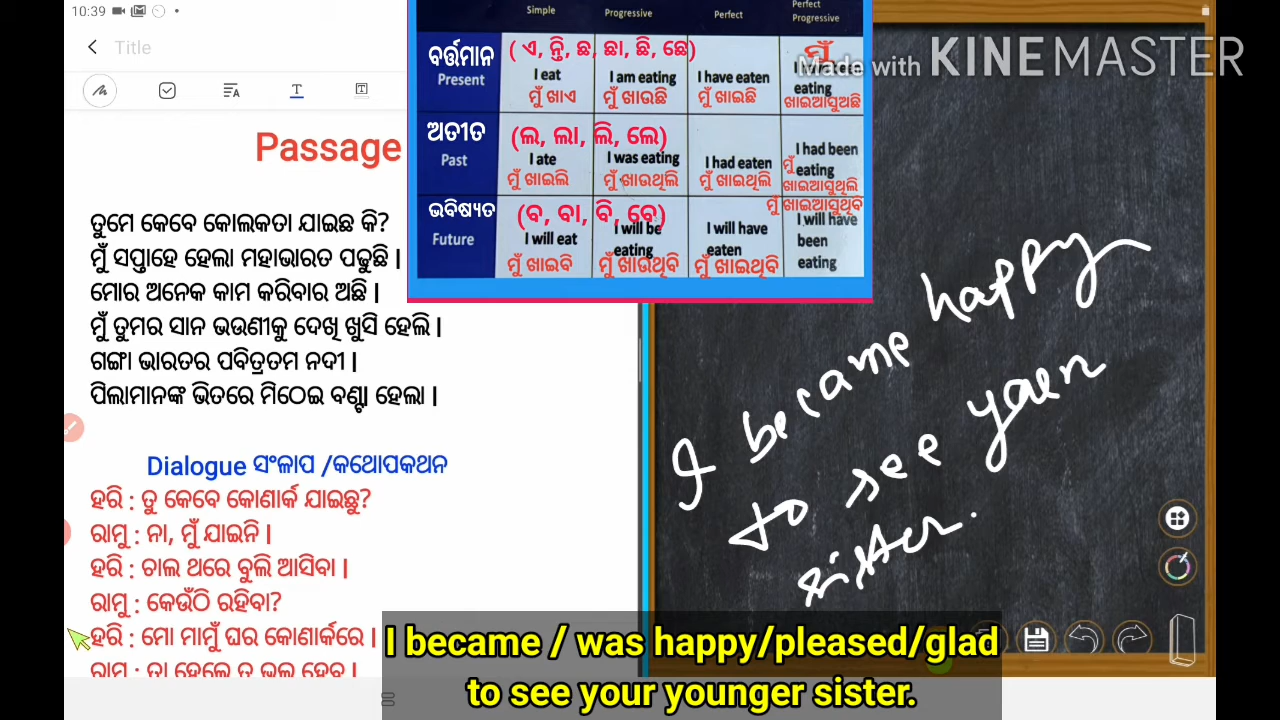 10:39
Title
Passage
ତୁମେ କେବେ କୋଲକତା ଯାଇଛ କି?
ମୁଁ ସପ୍ତାହେ ହେଲା ମହାଭାରତ ପଢୁଛି |
ମୋର ଅନେକ କାମ କରିବାର ଅଛି |
ମୁଁ ତୁମର ସାନ ଭଉଣୀକୁ ଦେଖି ଖୁସି ହେଲି |
ଗଙ୍ଗା ଭାରତର ପବିତ୍ରତମ ନଦୀ |
ପିଲାମାନଙ୍କ ଭିତରେ ମିଠେଇ ବଣ୍ଟା ହେଲା |
Dialogue ସଂଳାପ /କଥୋପକଥନ
ହରି : ତୁ କେବେ କୋଣାର୍କ ଯାଇଛୁ?
ରାମୁ : ନା, ମୁଁ ଯାଇନି |
ହରି : ଚାଲ ଥରେ ବୁଲି ଆସିବା |
ରାମୁ : କେଉଁଠି ରହିବା?
ହରି : ମୋ ମାମୁଁ ଘର କୋଣାର୍କରେ |
Simple Progressive Perfect Perfect Progressive
ବର୍ତ୍ତମାନ (ଏ, ନ୍ତି, ଛ, ଛା, ଛି, ଛେ) ମୁଁ
Present I eat I am eating I have eaten eating
ମୁଁ ଖାଏ ମୁଁ ଖାଉଛି ମୁଁ ଖାଇଛି ଖାଇଆସୁଅଛି
ଅତୀତ (ଲ, ଲା, ଲି, ଲେ)
Past I ate I was eating I had eaten I had been eating
ମୁଁ ଖାଇଲି ମୁଁ ଖାଉଥିଲି ମୁଁ ଖାଇଥିଲି ମୁଁ ଖାଇଆସୁଥିଲି
ଭବିଷ୍ୟତ (ବ, ବା, ବି, ବେ) ମୁଁ ଖାଇଆସୁଥିବି
Future I will eat I will be eating I will have eaten I will have been eating
ମୁଁ ଖାଇବି ମୁଁ ଖାଉଥିବି ମୁଁ ଖାଇଥିବି
Made with KINEMASTER
I became happy
to see your
sister.
I became / was happy/pleased/glad
to see your younger sister.